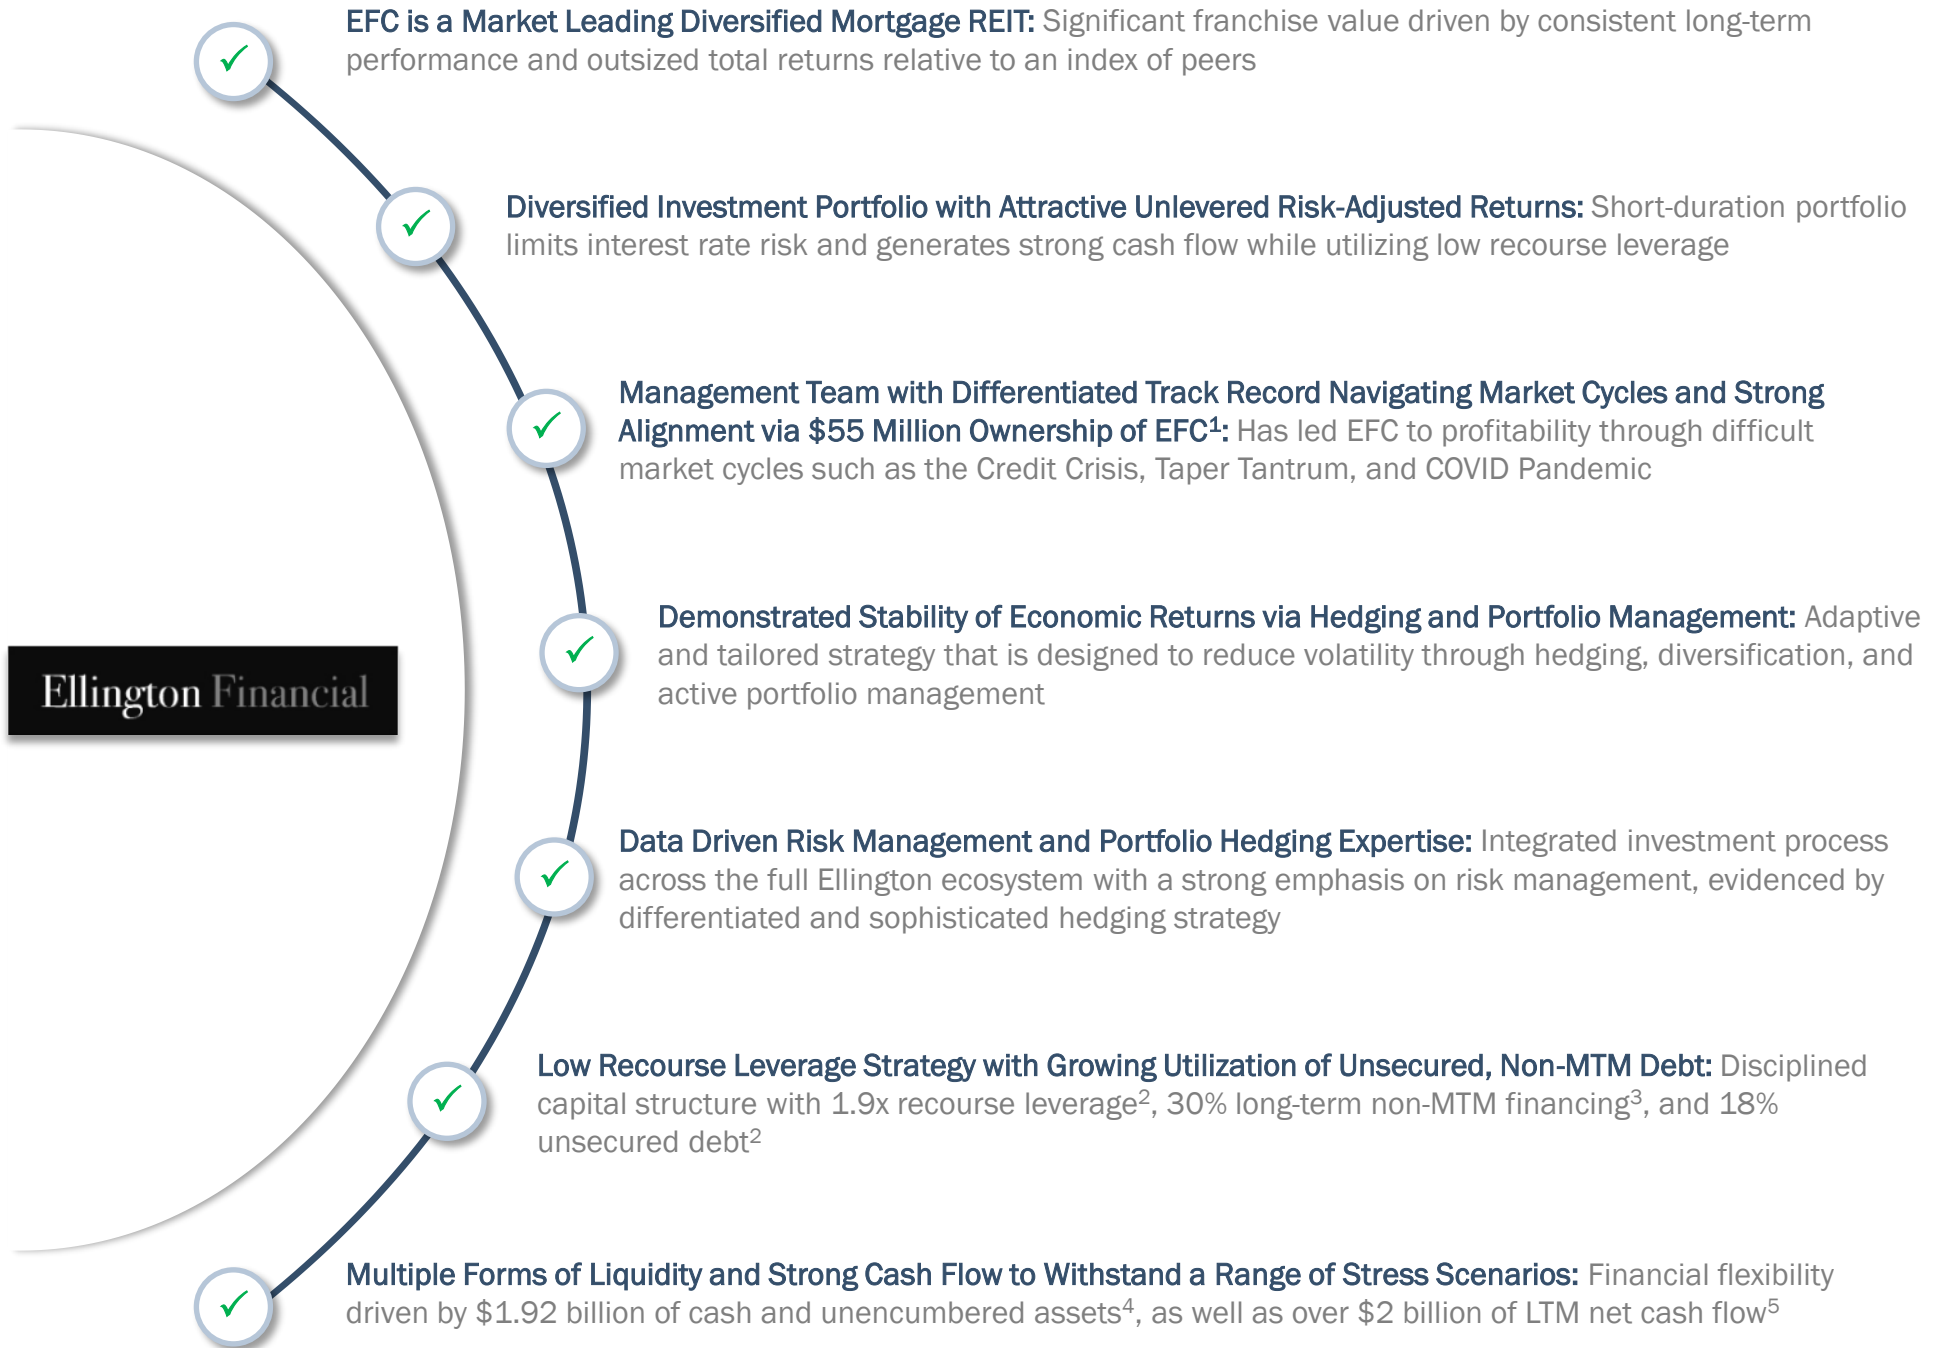 EFC is a Market Leading Diversified Mortgage REIT: Significant franchise value driven by consistent long-term
performance and outsized total returns relative to an index of peers
Diversified Investment Portfolio with Attractive Unlevered Risk-Adjusted Returns: Short-duration portfolio
limits interest rate risk and generates strong cash flow while utilizing low recourse leverage
Management Team with Differentiated Track Record Navigating Market Cycles and Strong
Alignment via $55 Million Ownership of EFC¹: Has led EFC to profitability through difficult
market cycles such as the Credit Crisis, Taper Tantrum, and COVID Pandemic
Demonstrated Stability of Economic Returns via Hedging and Portfolio Management: Adaptive
and tailored strategy that is designed to reduce volatility through hedging, diversification, and
active portfolio management
Ellington Financial
Data Driven Risk Management and Portfolio Hedging Expertise: Integrated investment process
across the full Ellington ecosystem with a strong emphasis on risk management, evidenced by
differentiated and sophisticated hedging strategy
Low Recourse Leverage Strategy with Growing Utilization of Unsecured, Non-MTM Debt: Disciplined
capital structure with 1.9x recourse leverage², 30% long-term non-MTM financing³, and 18%
unsecured debt²
Multiple Forms of Liquidity and Strong Cash Flow to Withstand a Range of Stress Scenarios: Financial flexibility
driven by $1.92 billion of cash and unencumbered assets⁴, as well as over $2 billion of LTM net cash flow⁵